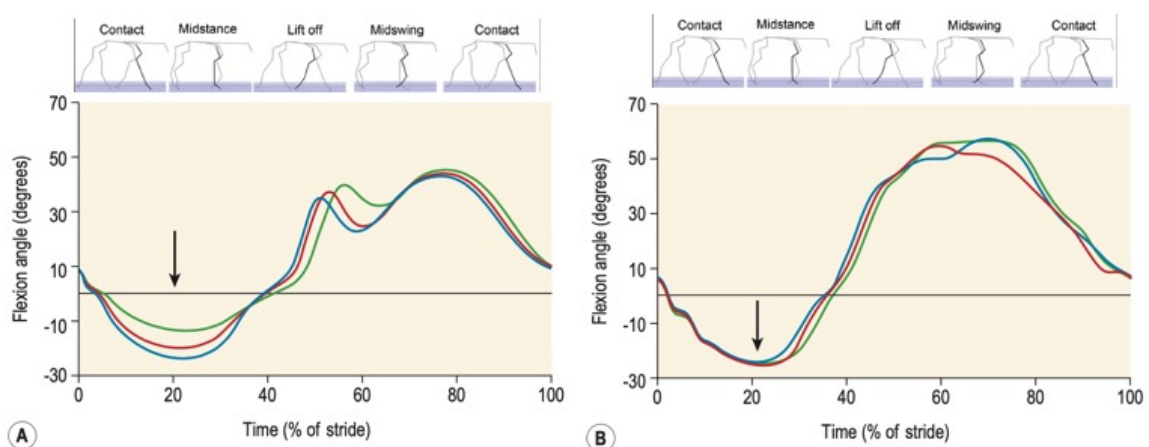 Contact Midstance Lift off Midswing Contact
70
50
30
10
-10
-30
Flexion angle (degrees)
0 20 40 60 80 100
Time (% of stride)
A
Contact Midstance Lift off Midswing Contact
70
50
30
10
-10
-30
Flexion angle (degrees)
0 20 40 60 80 100
Time (% of stride)
B